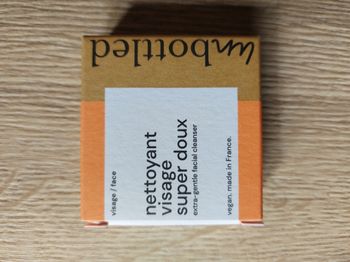 unbottled
visage / face
nettoyant
visage
super doux
extra-gentle facial cleanser
vegan. made in France.